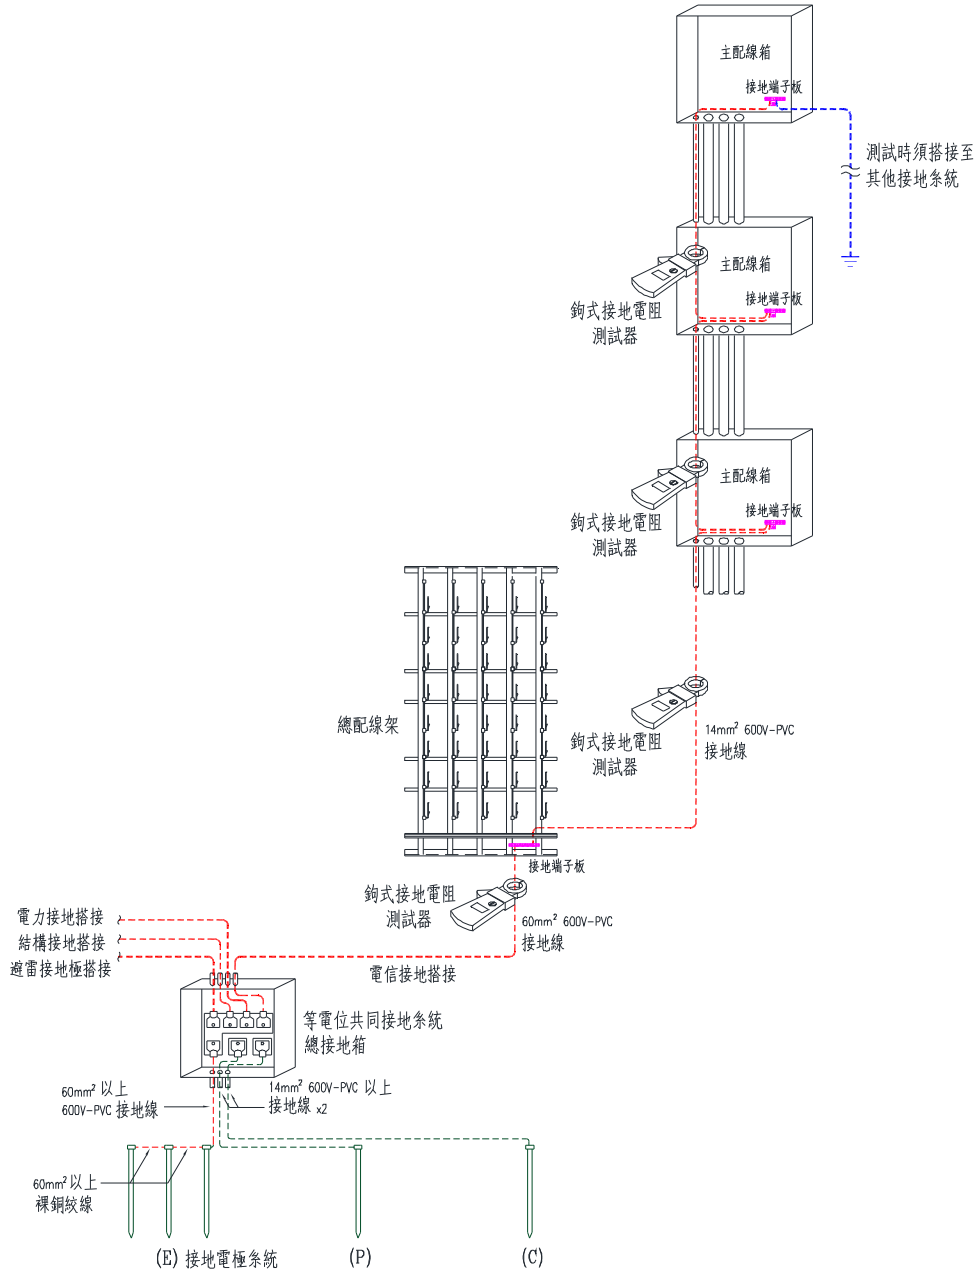 主配線箱
接地端子板
測試時須搭接至
其他接地系統
主配線箱
接地端子板
鉤式接地電阻
測試器
主配線箱
接地端子板
鉤式接地電阻
測試器
總配線架
鉤式接地電阻
測試器
14mm² 600V-PVC
接地線
接地端子板
鉤式接地電阻
測試器
60mm² 600V-PVC
接地線
電力接地搭接
結構接地搭接
避雷接地極搭接
電信接地搭接
等電位共同接地系統
總接地箱
60mm² 以上
600V-PVC 接地線
14mm² 600V-PVC 以上
接地線 x2
60mm² 以上
裸銅絞線
(E) 接地電極系統
(P)
(C)